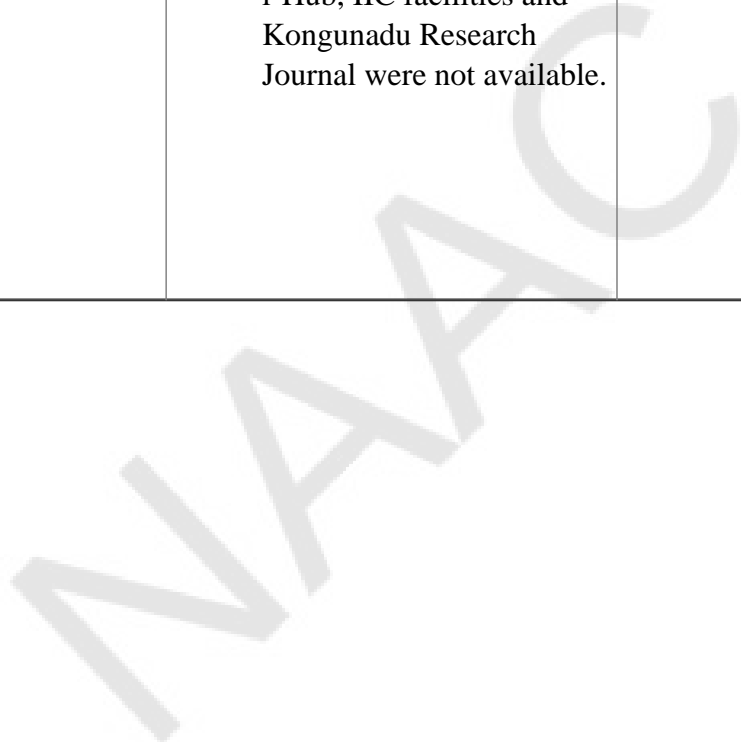 Hub, IIC facilities and
Kongunadu Research
Journal were not available.
NAAC